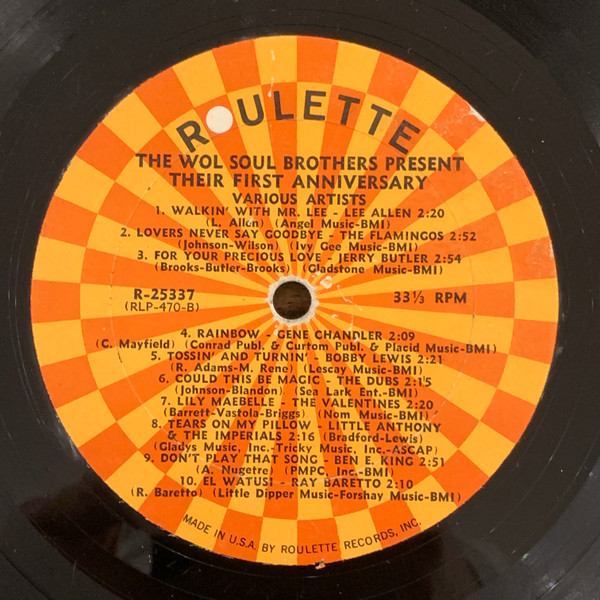 ROULETTE
THE WOL SOUL BROTHERS PRESENT
THEIR FIRST ANNIVERSARY
VARIOUS ARTISTS
1. WALKIN' WITH MR. LEE - LEE ALLEN 2:20
(L. Allen) (Angel Music-BMI)
2. LOVERS NEVER SAY GOODBYE - THE FLAMINGOS 2:52
(Johnson-Wilson) (Ivy Gee Music-BMI)
3. FOR YOUR PRECIOUS LOVE - JERRY BUTLER 2:54
(Brooks-Butler-Brooks) (Gladstone Music-BMI)
R-25337 33⅓ RPM
(RLP-470-B)
4. RAINBOW - GENE CHANDLER 2:09
(C. Mayfield) (Conrad Publ. & Curtom Publ. & Placid Music-BMI)
5. TOSSIN' AND TURNIN' - BOBBY LEWIS 2:21
(R. Adams-M. Rene) (Lescay Music-BMI)
6. COULD THIS BE MAGIC - THE DUBS 2:15
(Johnson-Blandon) (Sea Lark Ent.-BMI)
7. LILY MAEBELLE - THE VALENTINES 2:20
(Barrett-Vastola-Briggs) (Nom Music-BMI)
8. TEARS ON MY PILLOW - LITTLE ANTHONY
& THE IMPERIALS 2:16 (Bradford-Lewis)
(Gladys Music, Inc.-Tricky Music, Inc.-ASCAP)
9. DON'T PLAY THAT SONG - BEN E. KING 2:51
(A. Nugetre) (PMPC, Inc.-BMI)
10. EL WATUSI - RAY BARETTO 2:10
(R. Baretto) (Little Dipper Music-Forshay Music-BMI)
MADE IN U.S.A. BY ROULETTE RECORDS, INC.